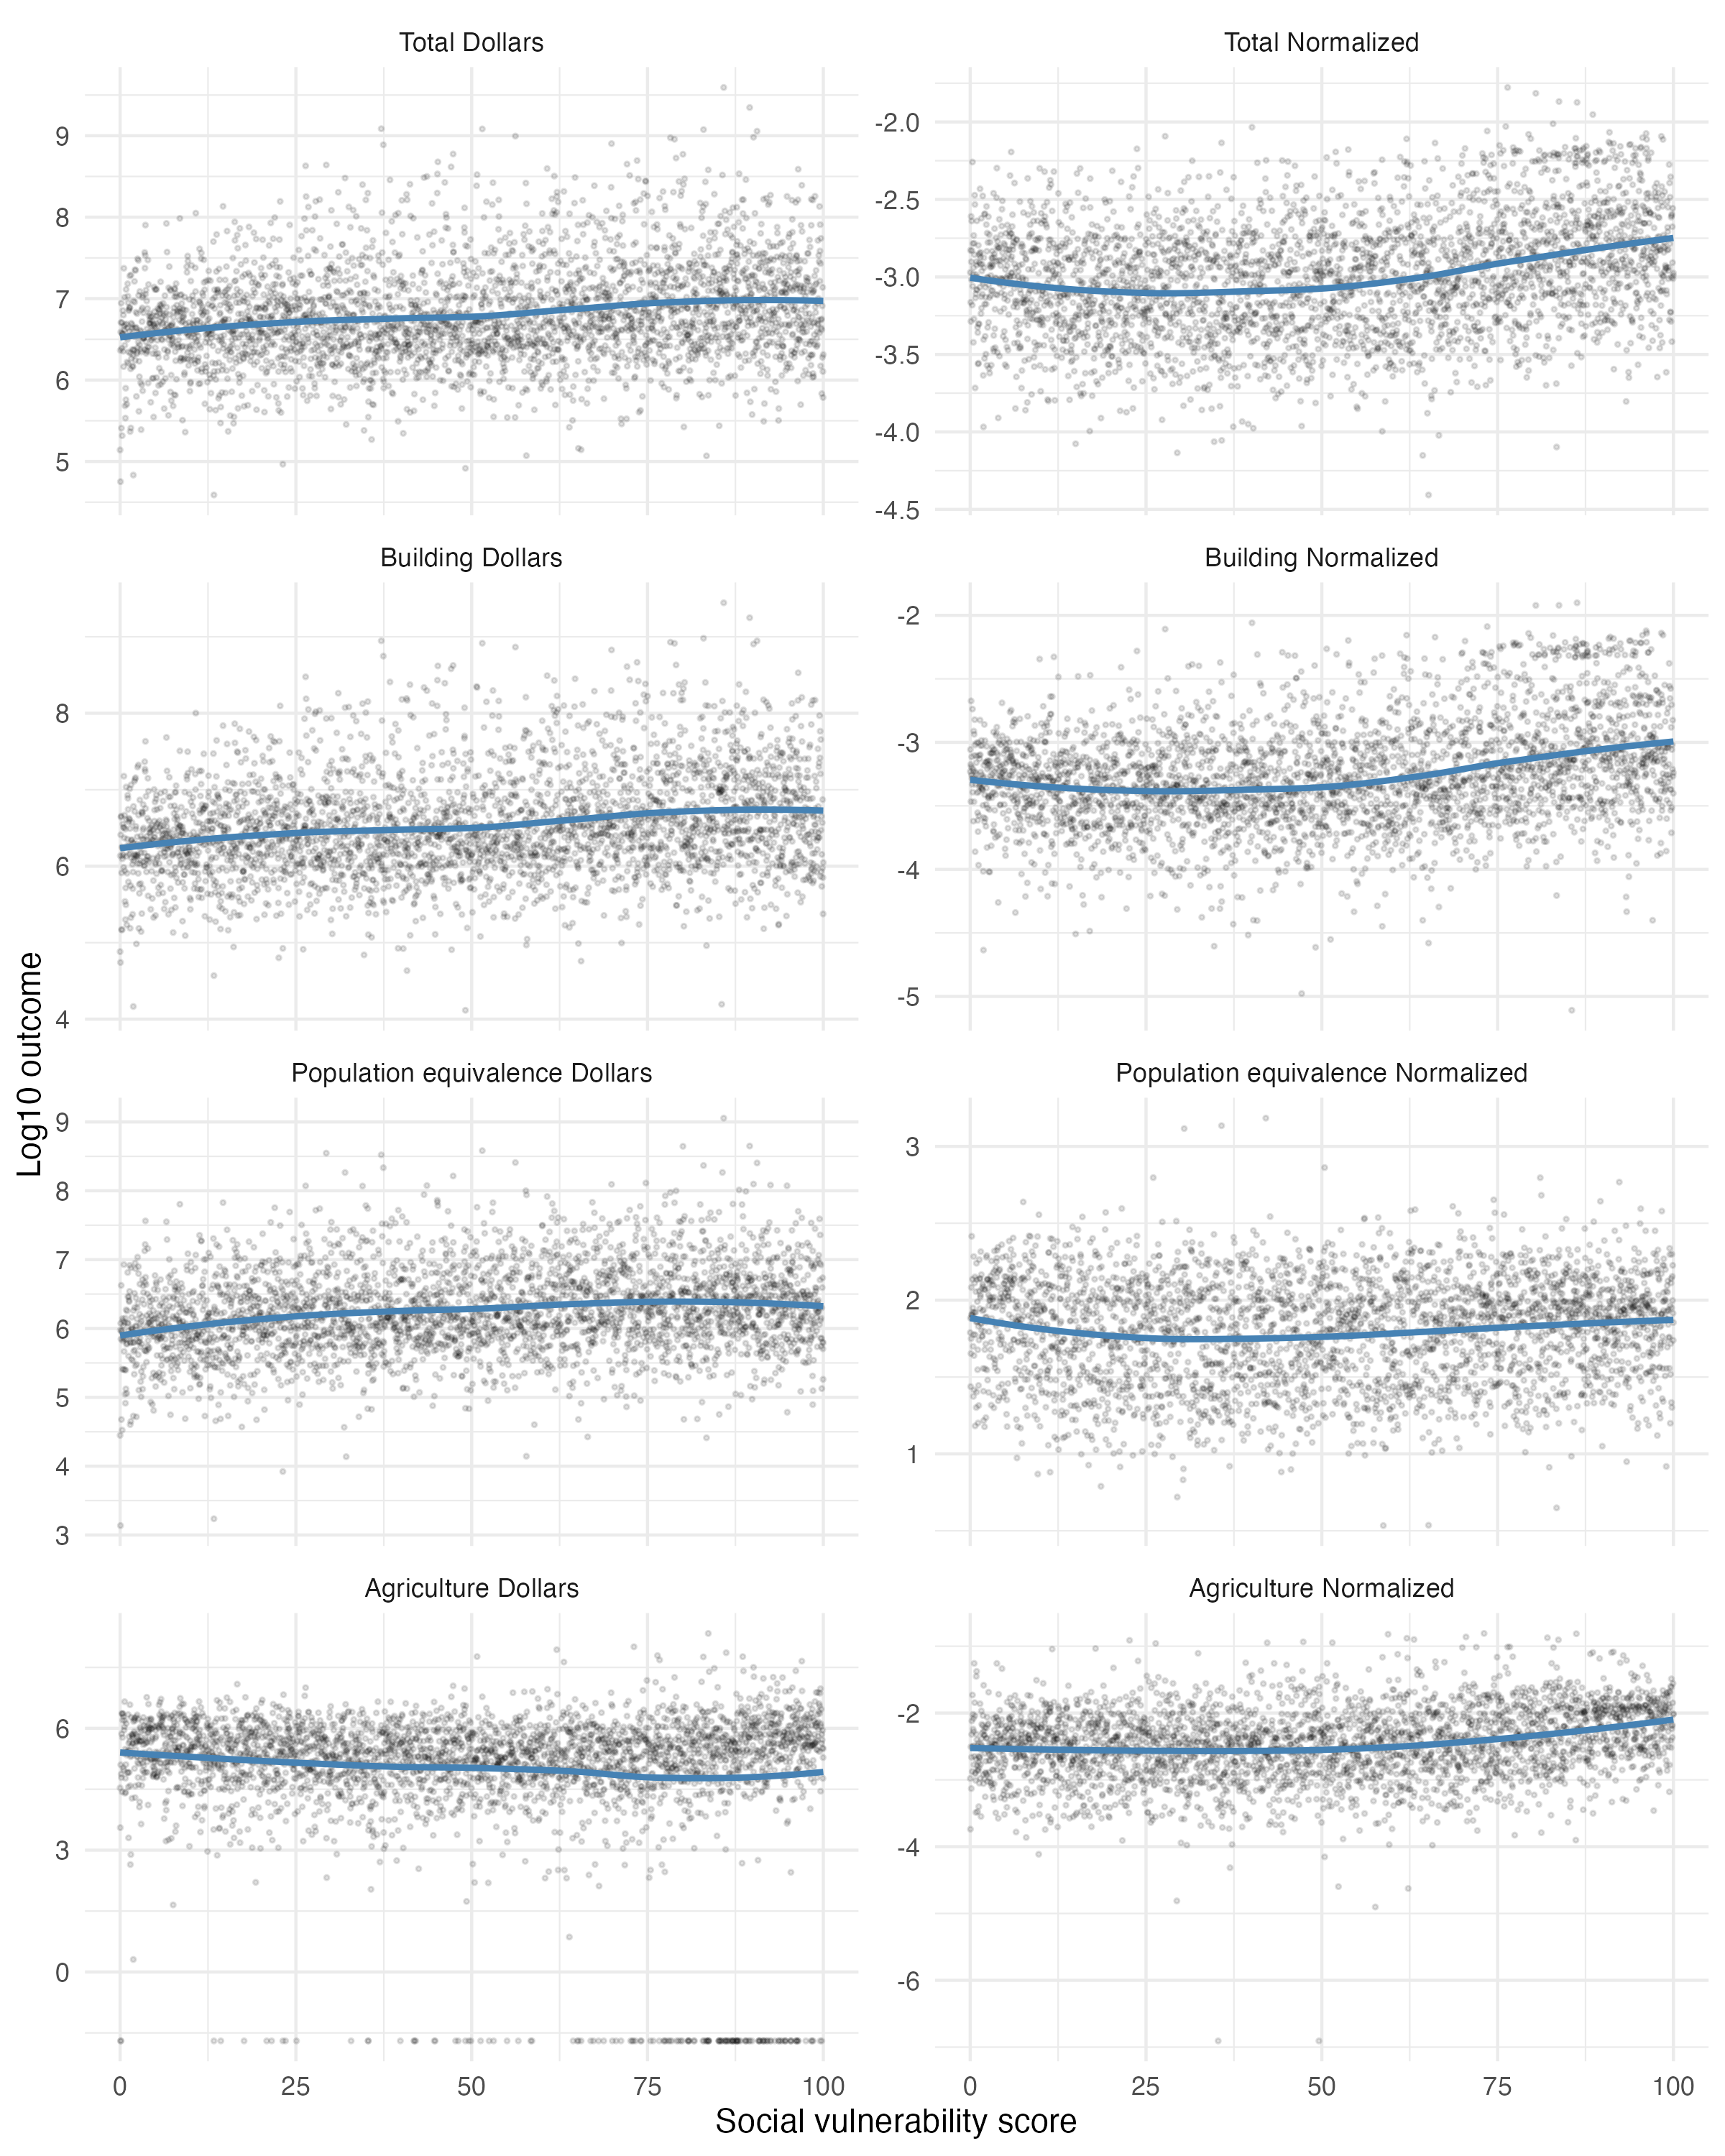 Total Dollars
Total Normalized
9
8
7
6
5
-2.0
-2.5
-3.0
-3.5
-4.0
-4.5
Building Dollars
Building Normalized
8
6
4
-2
-3
-4
-5
Log10 outcome
Population equivalence Dollars
Population equivalence Normalized
9
8
7
6
5
4
3
3
2
1
Agriculture Dollars
Agriculture Normalized
6
3
0
-2
-4
-6
0 25 50 75 100
0 25 50 75 100
Social vulnerability score